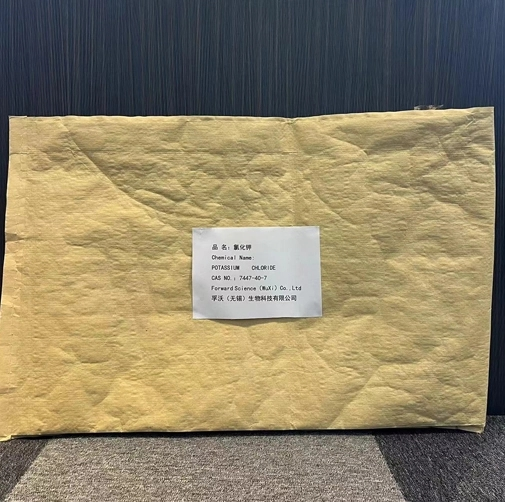 品 名：氯化钾
Chemical Name:
POTASSIUM CHLORIDE
CAS NO.：7447-40-7
Forward Science (WuXi) Co.,Ltd
孚沃（无锡）生物科技有限公司